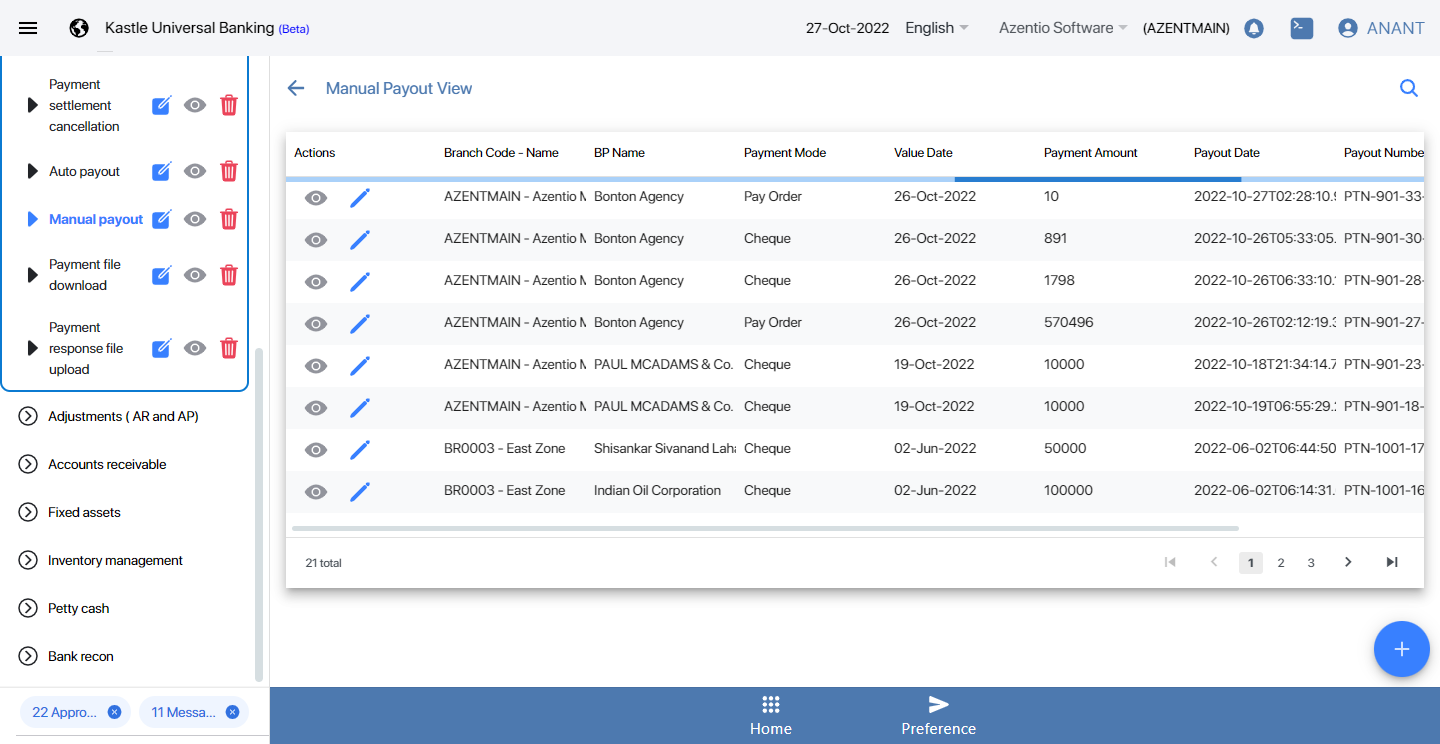 Kastle Universal Banking (Beta)
27-Oct-2022 English Azentio Software (AZENTMAIN) ANANT
Payment
settlement
cancellation
Auto payout
Manual payout
Payment file
download
Payment
response file
upload
Adjustments ( AR and AP)
Accounts receivable
Fixed assets
Inventory management
Petty cash
Bank recon
22 Appro...
11 Messa...
Manual Payout View
Actions Branch Code - Name BP Name Payment Mode Value Date Payment Amount Payout Date Payout Numbe
AZENTMAIN - Azentio M Bonton Agency Pay Order 26-Oct-2022 10 2022-10-27T02:28:10.9 PTN-901-33-
AZENTMAIN - Azentio M Bonton Agency Cheque 26-Oct-2022 891 2022-10-26T05:33:05. PTN-901-30-
AZENTMAIN - Azentio M Bonton Agency Cheque 26-Oct-2022 1798 2022-10-26T06:33:10. PTN-901-28-
AZENTMAIN - Azentio M Bonton Agency Pay Order 26-Oct-2022 570496 2022-10-26T02:12:19.3 PTN-901-27-
AZENTMAIN - Azentio M PAUL MCADAMS & Co. Cheque 19-Oct-2022 10000 2022-10-18T21:34:14.7 PTN-901-23-
AZENTMAIN - Azentio M PAUL MCADAMS & Co. Cheque 19-Oct-2022 10000 2022-10-19T06:55:29. PTN-901-18-
BR0003 - East Zone Shisankar Sivanand Laha Cheque 02-Jun-2022 50000 2022-06-02T06:44:50 PTN-1001-17
BR0003 - East Zone Indian Oil Corporation Cheque 02-Jun-2022 100000 2022-06-02T06:14:31. PTN-1001-16
21 total
1 2 3
Home
Preference